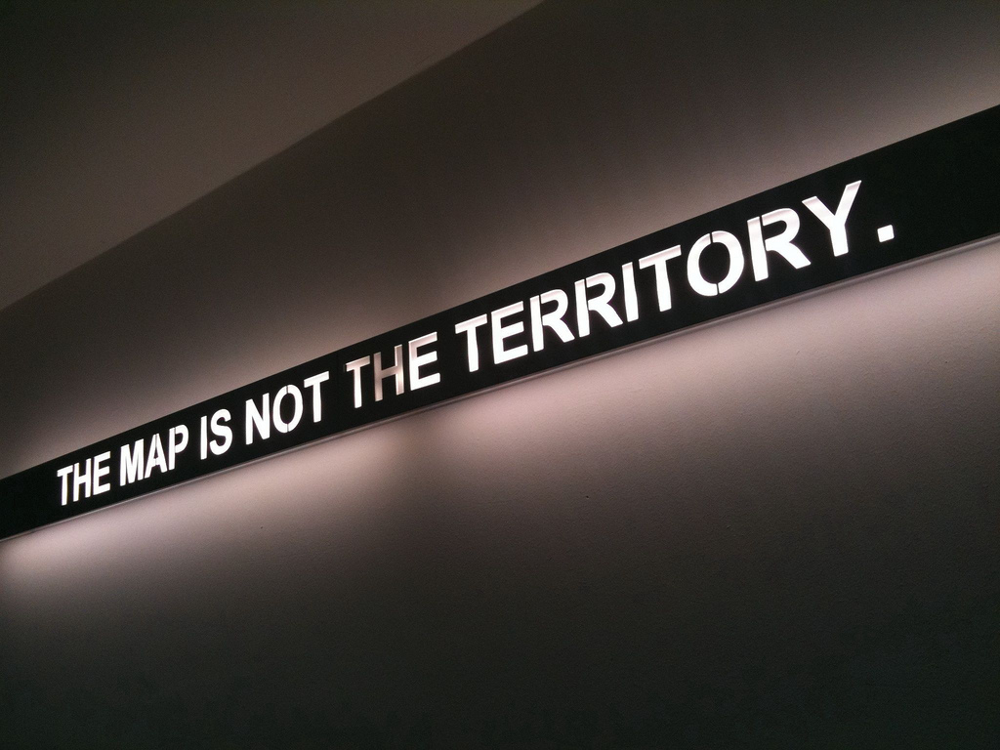 THE MAP IS NOT THE TERRITORY.